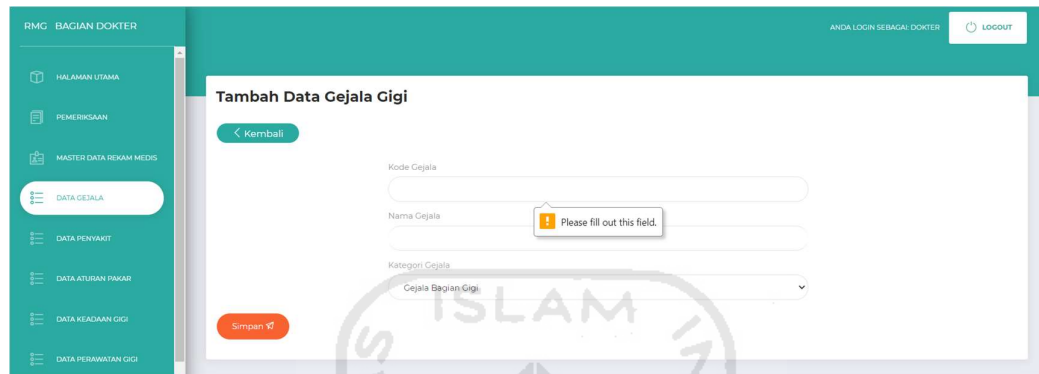 RMG BAGIAN DOKTER
ANDA LOGIN SEBAGAI: DOKTER
LOGOUT
HALAMAN UTAMA
PEMERIKSAAN
MASTER DATA REKAM MEDIS
DATA GEJALA
DATA PENYAKIT
DATA ATURAN PAKAR
DATA KEADAAN GIGI
DATA PERAWATAN GIGI
Tambah Data Gejala Gigi
Kembali
Kode Gejala
Please fill out this field.
Nama Gejala
Kategori Gejala
Gejala Bagian Gigi
Simpan
ISLAM